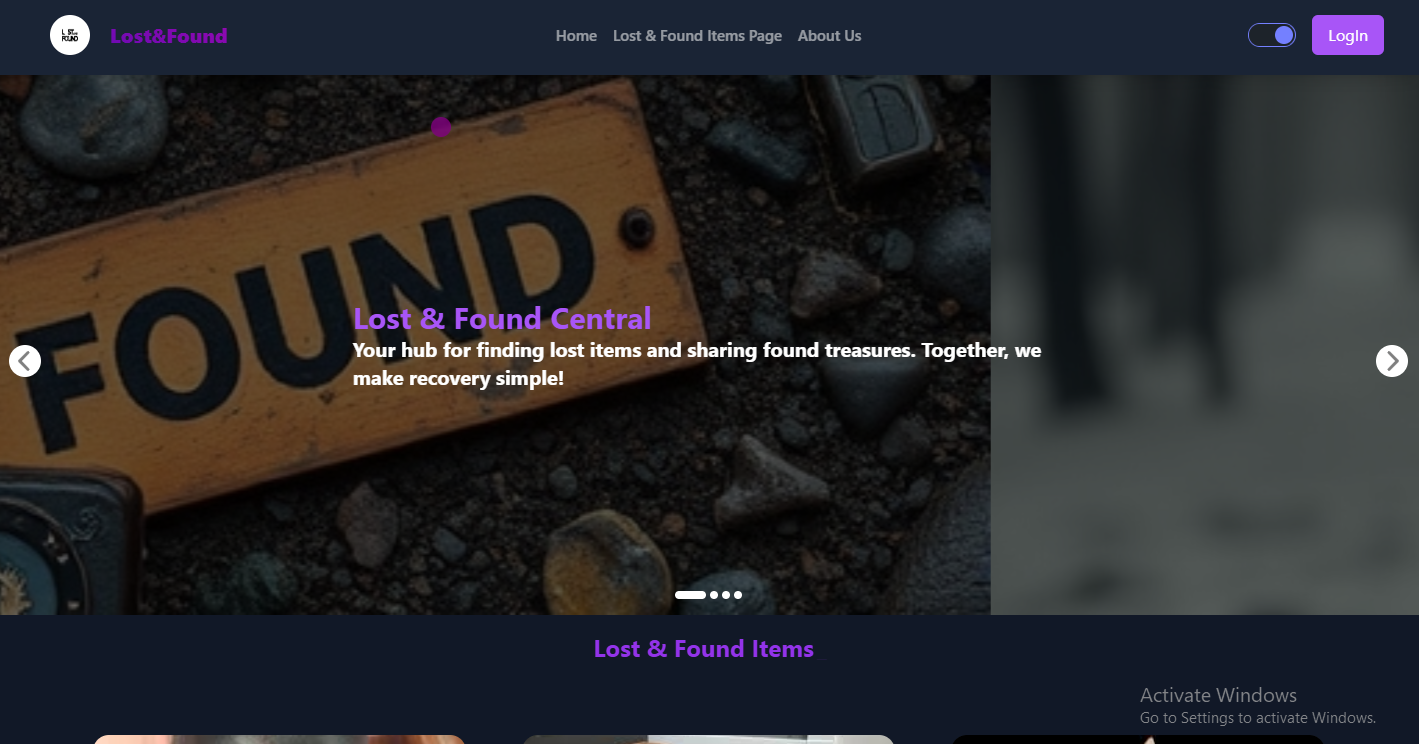 LOST
FOUND
Lost&Found
Home
Lost & Found Items Page
About Us
LogIn
FOUND
Lost & Found Central
Your hub for finding lost items and sharing found treasures. Together, we
make recovery simple!
Lost & Found Items
Activate Windows
Go to Settings to activate Windows.